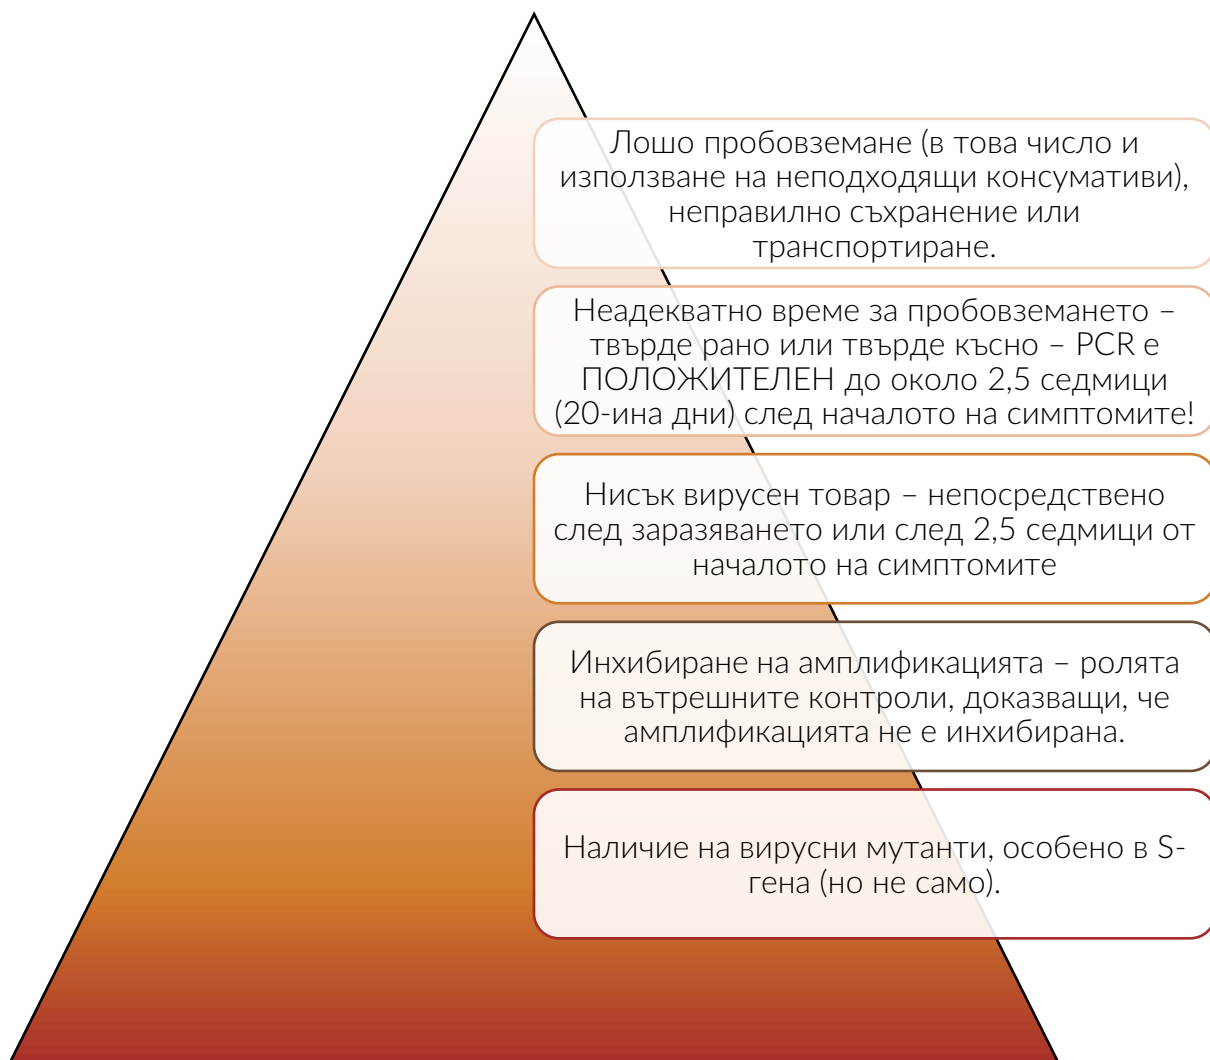 Лошо пробовземане (в това число и
използване на неподходящи консумативи),
неправилно съхранение или
транспортиране.
Неадекватно време за пробовземането –
твърде рано или твърде късно – PCR е
ПОЛОЖИТЕЛЕН до около 2,5 седмици
(20-ина дни) след началото на симптомите!
Нисък вирусен товар – непосредствено
след заразяването или след 2,5 седмици от
началото на симптомите
Инхибиране на амплификацията – ролята
на вътрешните контроли, доказващи, че
амплификацията не е инхибирана.
Наличие на вирусни мутанти, особено в S-
гена (но не само).